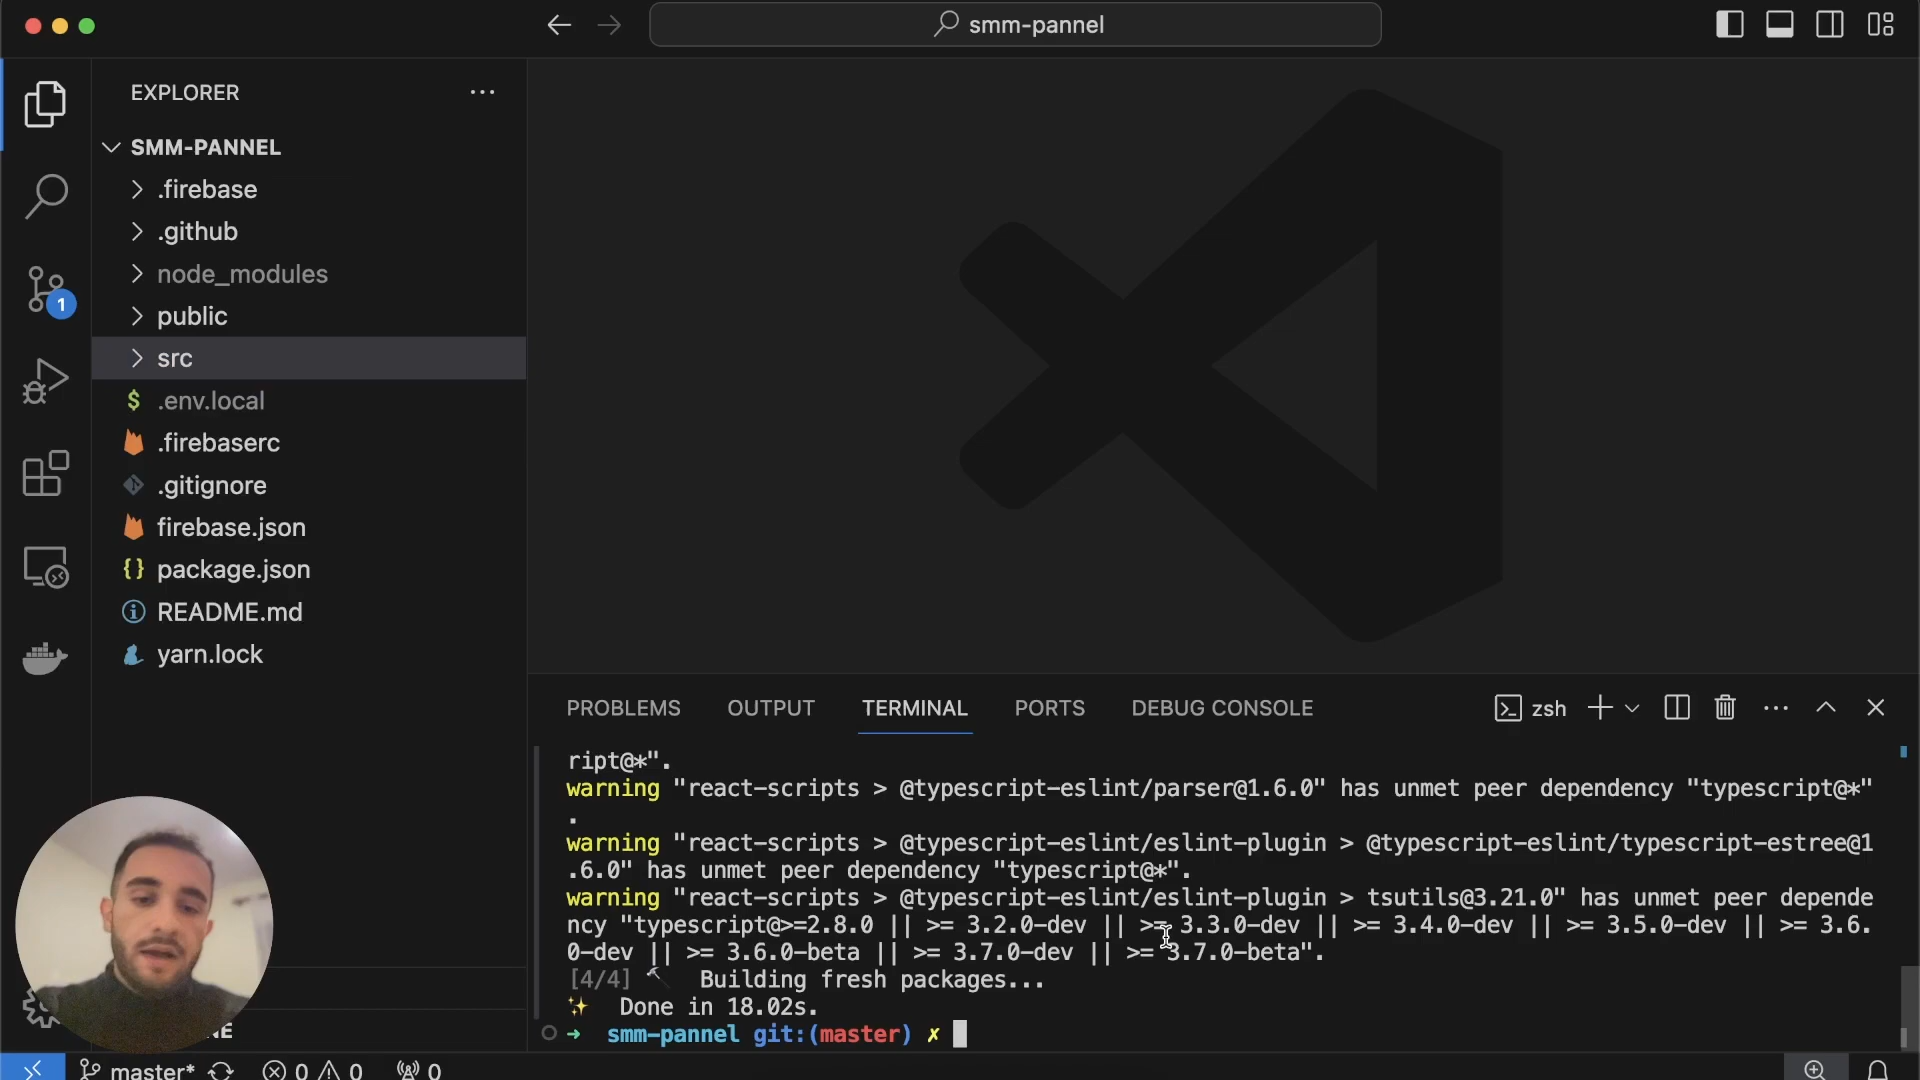 smm-pannel
EXPLORER
SMM-PANNEL
.firebase
.github
node_modules
1
public
src
$ .env.local
.firebaserc
.gitignore
firebase.json
{} package.json
README.md
yarn.lock
PROBLEMS
OUTPUT
TERMINAL
PORTS
DEBUG CONSOLE
zsh
ript@*".
warning "react-scripts > @typescript-eslint/parser@1.6.0" has unmet peer dependency "typescript@*"
.
warning "react-scripts > @typescript-eslint/eslint-plugin > @typescript-eslint/typescript-estree@1
.6.0" has unmet peer dependency "typescript@*".
warning "react-scripts > @typescript-eslint/eslint-plugin > tsutils@3.21.0" has unmet peer depende
ncy "typescript@>=2.8.0 || >= 3.2.0-dev || >= 3.3.0-dev || >= 3.4.0-dev || >= 3.5.0-dev || >= 3.6.
0-dev || >= 3.6.0-beta || >= 3.7.0-dev || >= 3.7.0-beta".
[4/4] 🔨 Building fresh packages...
✨ Done in 18.02s.
➜ smm-pannel git:(master) ✗
master*
0
0
0